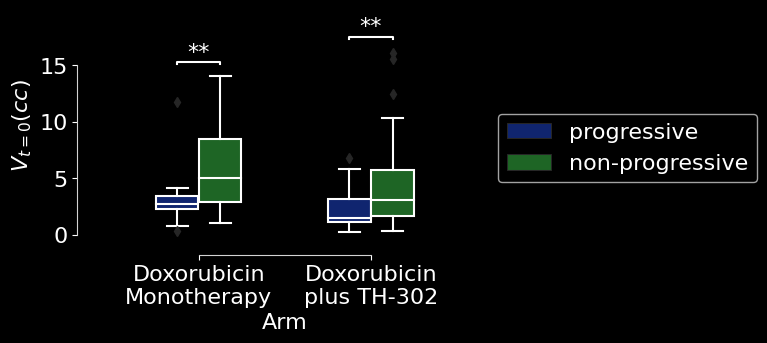 **
**
15
10
5
0
V_{t=0}(cc)
progressive
non-progressive
Doxorubicin
Monotherapy
Doxorubicin
plus TH-302
Arm